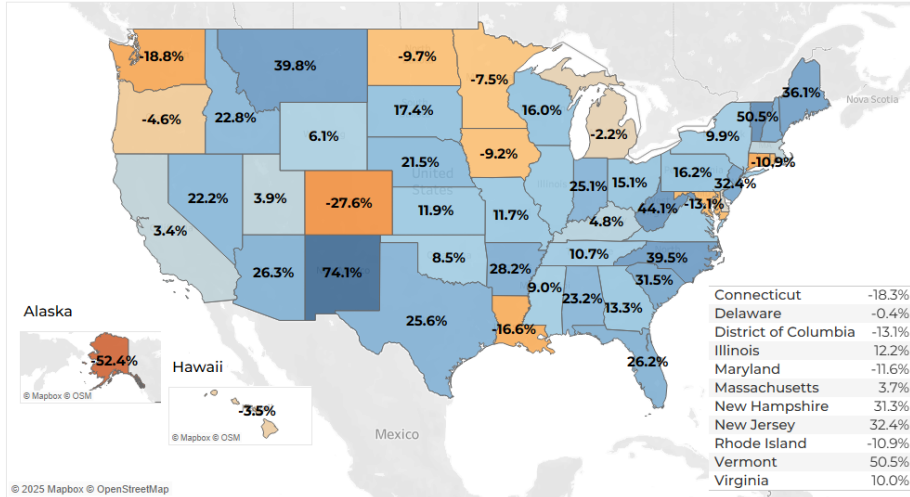 -18.8%
39.8%
-9.7%
-7.5%
36.1%
Nova Scotia
-4.6%
22.8%
17.4%
16.0%
50.5%
6.1%
-2.2%
9.9%
-9.2%
-10.9%
21.5%
United
States
16.2%
22.2%
3.9%
-27.6%
25.1%
15.1%
32.4%
11.9%
11.7%
44.1%
-13.1%
3.4%
4.8%
26.3%
74.1%
8.5%
10.7%
39.5%
28.2%
31.5%
9.0%
23.2%
13.3%
25.6%
-16.6%
26.2%
Alaska
-52.4%
© Mapbox © OSM
Hawaii
-3.5%
© Mapbox © OSM
Mexico
Connecticut -18.3%
Delaware -0.4%
District of Columbia -13.1%
Illinois 12.2%
Maryland -11.6%
Massachusetts 3.7%
New Hampshire 31.3%
New Jersey 32.4%
Rhode Island -10.9%
Vermont 50.5%
Virginia 10.0%
© 2025 Mapbox © OpenStreetMap